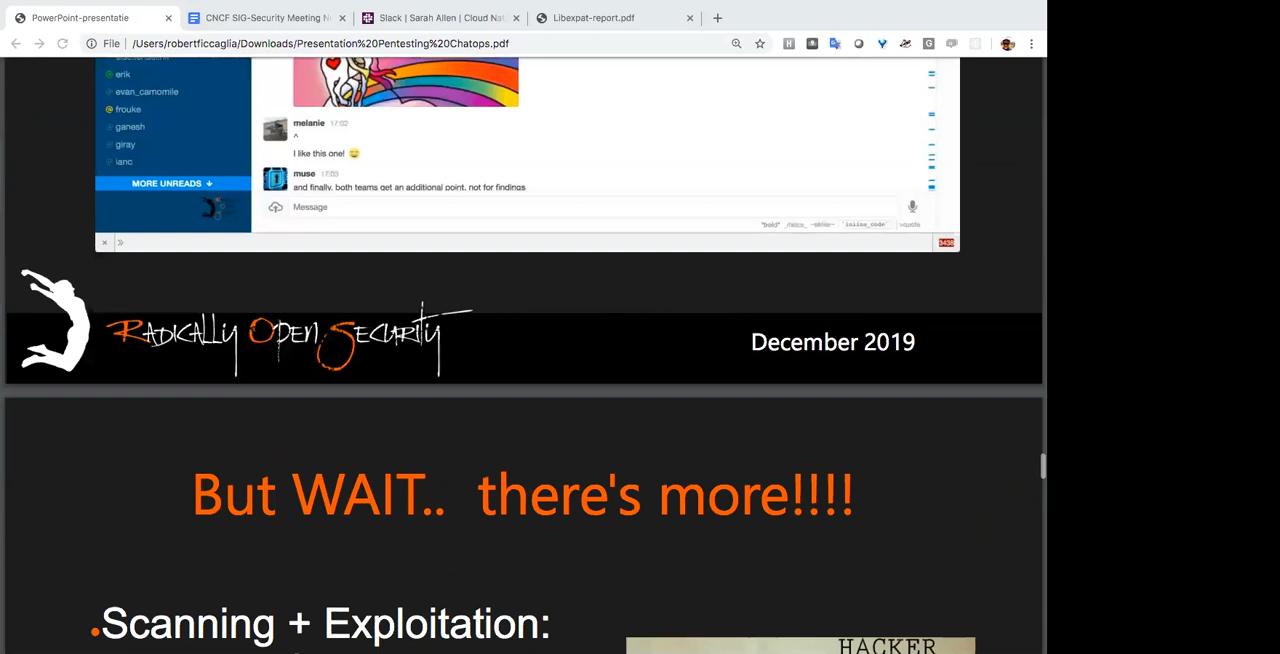 PowerPoint-presentatie
CNCF SIG-Security Meeting N
Slack | Sarah Allen | Cloud Nat
Libexpat-report.pdf
File
/Users/robertficcaglia/Downloads/Presentation%20Pentesting%20Chatops.pdf
erik
evan_camomile
frouke
ganesh
giray
ianc
MORE UNREADS
melanie 17:02
^
I like this one!
muse 17:03
and finally, both teams get an additional point, not for findings
Message
*bold* _italics_ ~strike~ `inline_code` >quote
3438
RADICALLY OPEN SECURITY
December 2019
But WAIT.. there's more!!!!
•Scanning + Exploitation:
HACKER